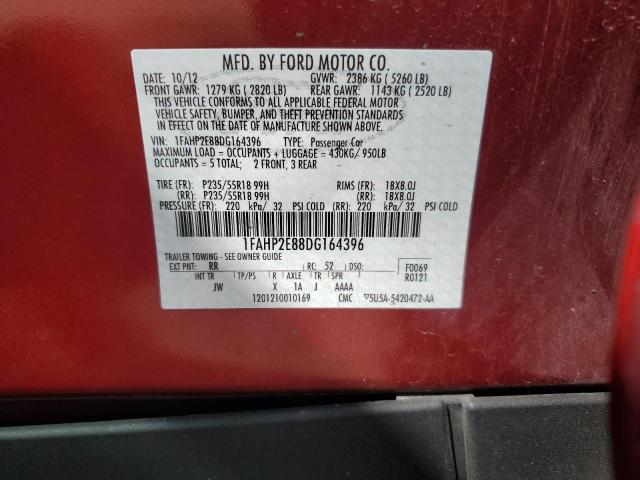 MFD. BY FORD MOTOR CO.
DATE: 10/12 GVWR: 2386 KG ( 5260 LB)
FRONT GAWR: 1279 KG ( 2820 LB) REAR GAWR: 1143 KG ( 2520 LB)
THIS VEHICLE CONFORMS TO ALL APPLICABLE FEDERAL MOTOR
VEHICLE SAFETY, BUMPER, AND THEFT PREVENTION STANDARDS
IN EFFECT ON THE DATE OF MANUFACTURE SHOWN ABOVE.
VIN: 1FAHP2E88DG164396 TYPE: Passenger Car
MAXIMUM LOAD = OCCUPANTS + LUGGAGE = 430KG/ 950LB
OCCUPANTS = 5 TOTAL; 2 FRONT, 3 REAR
TIRE (FR): P235/55R18 99H RIMS (FR): 18X8.0J
(RR): P235/55R18 99H (RR): 18X8.0J
PRESSURE (FR): 220 kPa/ 32 PSI COLD (RR): 220 kPa/ 32 PSI COLD
1FAHP2E88DG164396
TRAILER TOWING - SEE OWNER GUIDE
EXT PNT: RR RC: 52 DSO: F0069
INT TR TP/PS R AXLE TR SPR R0121
JW X 1A J AAAA
1201210010169 CMC ▽5U5A-5420472-AA